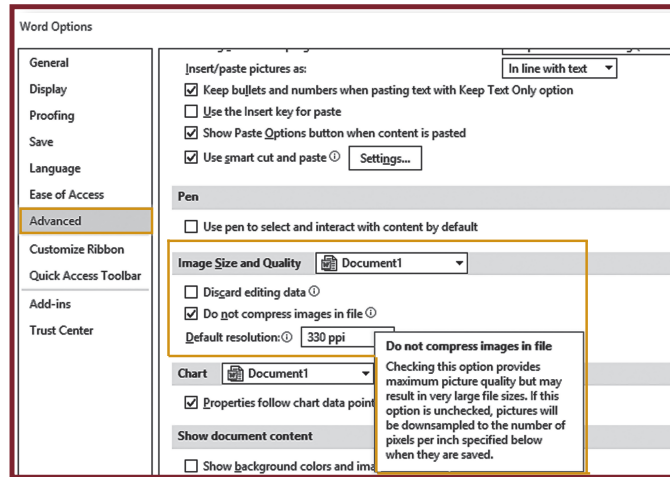 Word Options
General
Display
Proofing
Save
Language
Ease of Access
Advanced
Customize Ribbon
Quick Access Toolbar
Add-ins
Trust Center
Insert/paste pictures as: In line with text
Keep bullets and numbers when pasting text with Keep Text Only option
Use the Insert key for paste
Show Paste Options button when content is pasted
Use smart cut and paste Settings...
Pen
Use pen to select and interact with content by default
Image Size and Quality Document1
Discard editing data
Do not compress images in file
Default resolution: 330 ppi
Do not compress images in file
Checking this option provides
maximum picture quality but may
result in very large file sizes. If this
option is unchecked, pictures will
be downsampled to the number of
pixels per inch specified below
when they are saved.
Chart Document1
Properties follow chart data point
Show document content
Show background colors and ima